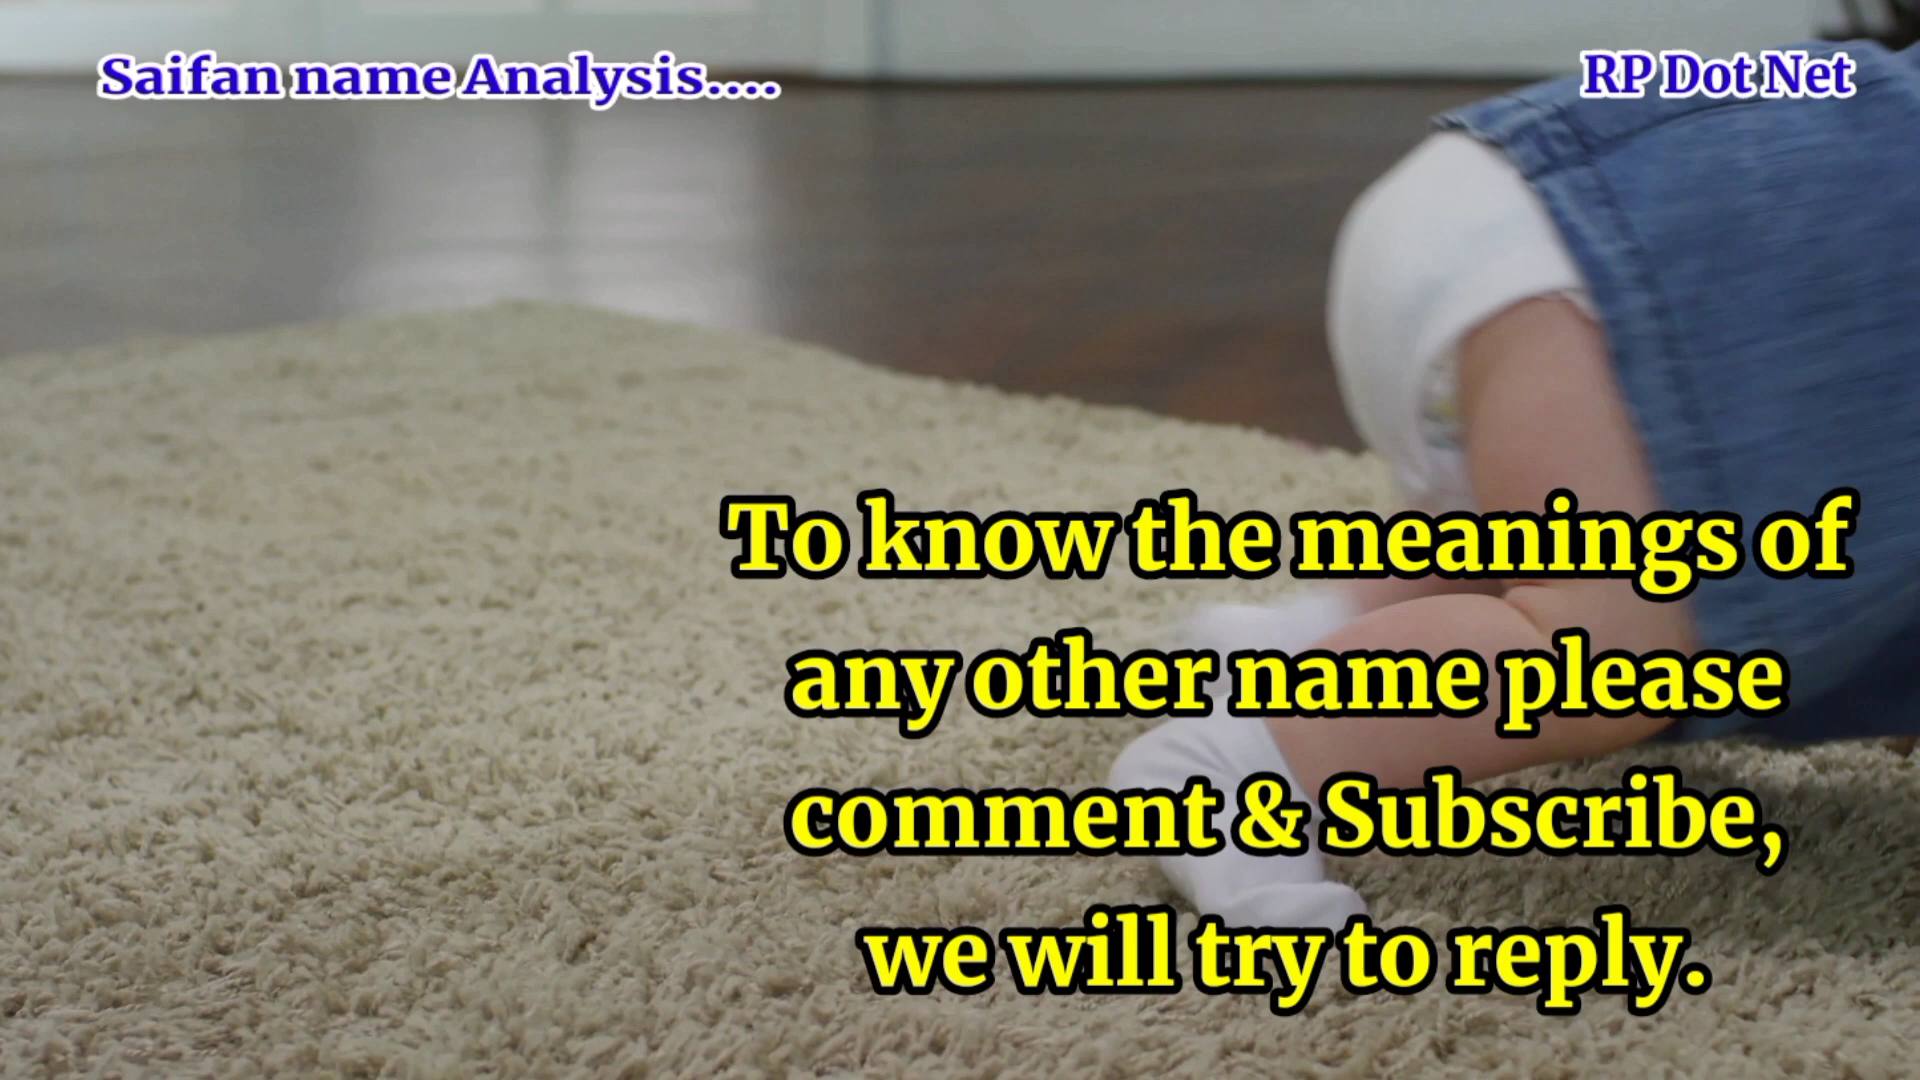 Saifan name Analysis....
RP Dot Net
To know the meanings of
any other name please
comment & Subscribe,
we will try to reply.